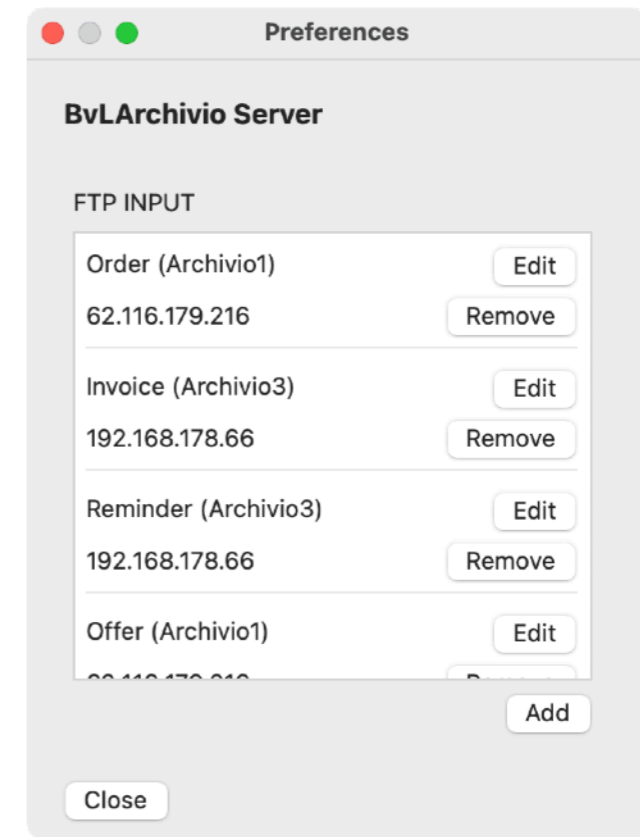 Preferences
BvLArchivio Server
FTP INPUT
Order (Archivio1) Edit
62.116.179.216 Remove
Invoice (Archivio3) Edit
192.168.178.66 Remove
Reminder (Archivio3) Edit
192.168.178.66 Remove
Offer (Archivio1) Edit
Add
Close